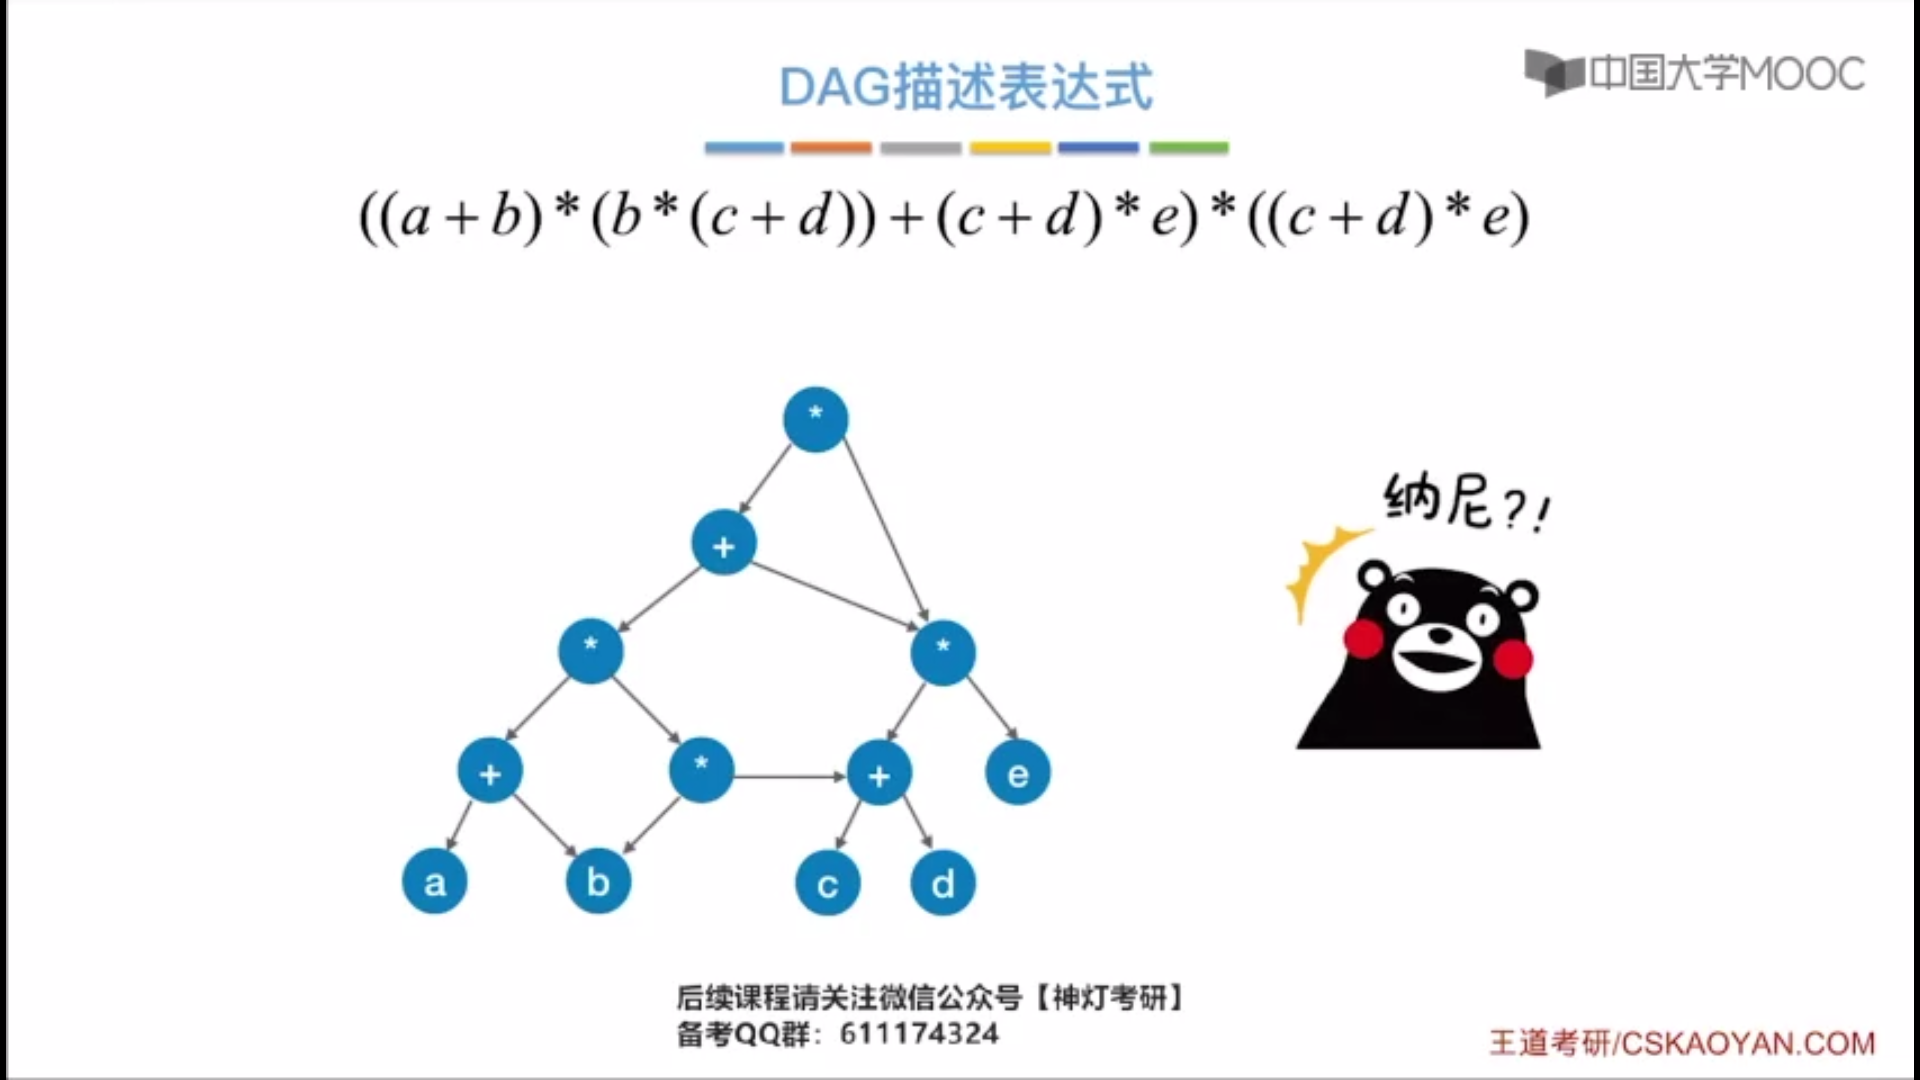 DAG描述表达式
中国大学MOOC
((a+b)*(b*(c+d))+(c+d)*e)*((c+d)*e)
*
+
*
*
+
*
+
e
a
b
c
d
纳尼?!
后续课程请关注微信公众号【神灯考研】
备考QQ群：611174324
王道考研/CSKAOYAN.COM